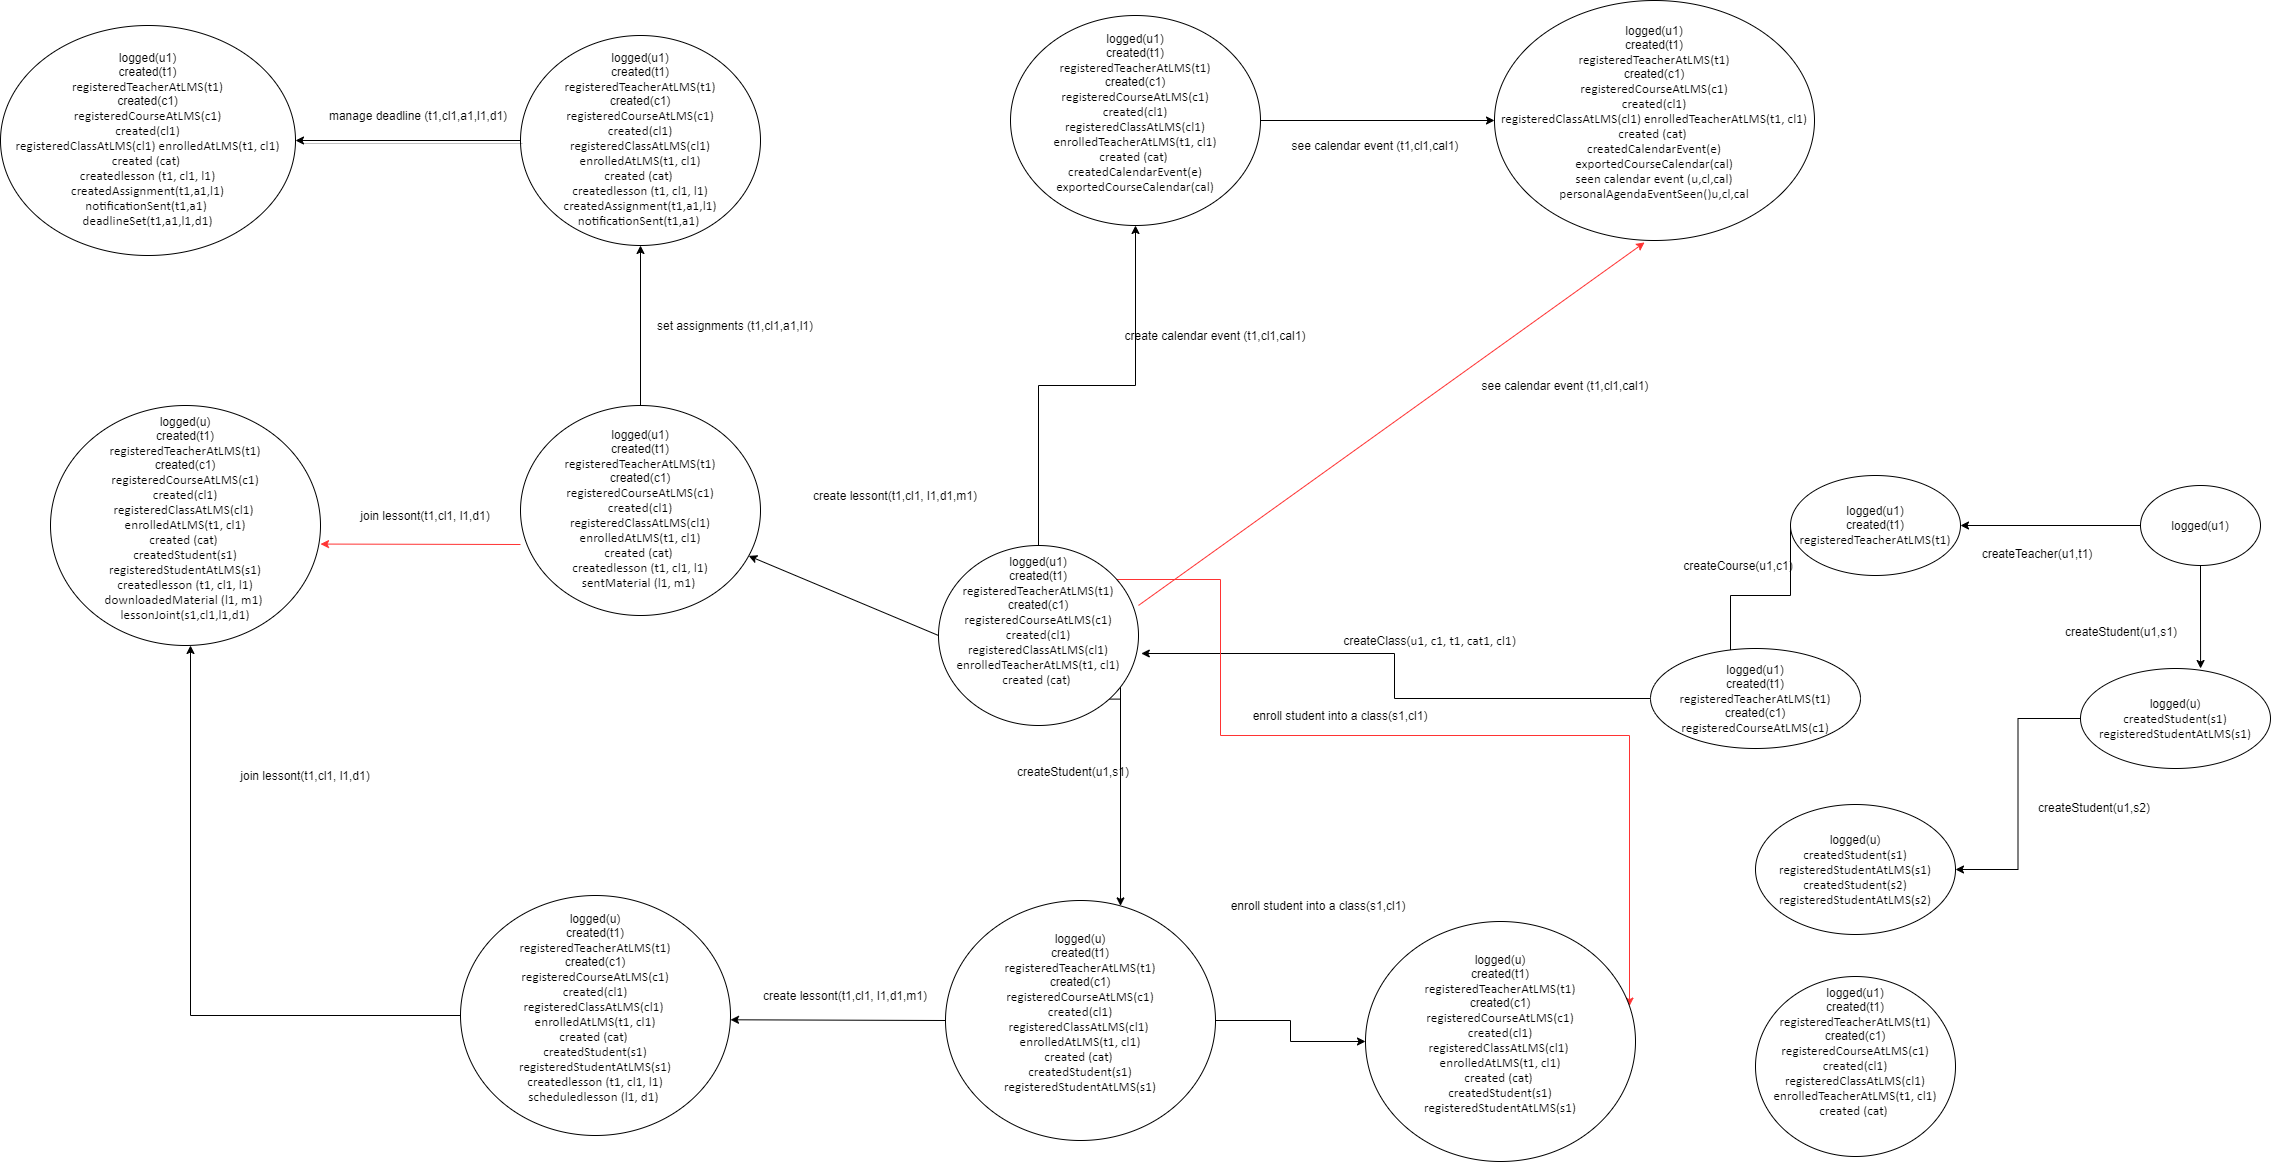 logged(u1)
created(t1)
registeredTeacherAtLMS(t1)
created(c1)
registeredCourseAtLMS(c1)
created(cl1)
registeredClassAtLMS(cl1) enrolledAtLMS(t1, cl1)
created (cat)
createdlesson (t1, cl1, l1)
createdAssignment(t1,a1,l1)
notificationSent(t1,a1)
deadlineSet(t1,a1,l1,d1)
manage deadline (t1,cl1,a1,l1,d1)
logged(u1)
created(t1)
registeredTeacherAtLMS(t1)
created(c1)
registeredCourseAtLMS(c1)
created(cl1)
registeredClassAtLMS(cl1)
enrolledAtLMS(t1, cl1)
created (cat)
createdlesson (t1, cl1, l1)
createdAssignment(t1,a1,l1)
notificationSent(t1,a1)
logged(u1)
created(t1)
registeredTeacherAtLMS(t1)
created(c1)
registeredCourseAtLMS(c1)
created(cl1)
registeredClassAtLMS(cl1)
enrolledTeacherAtLMS(t1, cl1)
created (cat)
createdCalendarEvent(e)
exportedCourseCalendar(cal)
see calendar event (t1,cl1,cal1)
logged(u1)
created(t1)
registeredTeacherAtLMS(t1)
created(c1)
registeredCourseAtLMS(c1)
created(cl1)
registeredClassAtLMS(cl1) enrolledTeacherAtLMS(t1, cl1)
created (cat)
createdCalendarEvent(e)
exportedCourseCalendar(cal)
seen calendar event (u,cl,cal)
personalAgendaEventSeen()u,cl,cal
set assignments (t1,cl1,a1,l1)
create calendar event (t1,cl1,cal1)
see calendar event (t1,cl1,cal1)
logged(u)
created(t1)
registeredTeacherAtLMS(t1)
created(c1)
registeredCourseAtLMS(c1)
created(cl1)
registeredClassAtLMS(cl1)
enrolledAtLMS(t1, cl1)
created (cat)
createdStudent(s1)
registeredStudentAtLMS(s1)
createdlesson (t1, cl1, l1)
downloadedMaterial (l1, m1)
lessonJoint(s1,cl1,l1,d1)
join lessont(t1,cl1, l1,d1)
logged(u1)
created(t1)
registeredTeacherAtLMS(t1)
created(c1)
registeredCourseAtLMS(c1)
created(cl1)
registeredClassAtLMS(cl1)
enrolledAtLMS(t1, cl1)
created (cat)
createdlesson (t1, cl1, l1)
sentMaterial (l1, m1)
create lessont(t1,cl1, l1,d1,m1)
logged(u1)
created(t1)
registeredTeacherAtLMS(t1)
created(c1)
registeredCourseAtLMS(c1)
created(cl1)
registeredClassAtLMS(cl1)
enrolledTeacherAtLMS(t1, cl1)
created (cat)
logged(u1)
created(t1)
registeredTeacherAtLMS(t1)
logged(u1)
createTeacher(u1,t1)
createCourse(u1,c1)
createClass(u1, c1, t1, cat1, cl1)
createStudent(u1,s1)
logged(u1)
created(t1)
registeredTeacherAtLMS(t1)
created(c1)
registeredCourseAtLMS(c1)
logged(u)
createdStudent(s1)
registeredStudentAtLMS(s1)
enroll student into a class(s1,cl1)
createStudent(u1,s1)
join lessont(t1,cl1, l1,d1)
createStudent(u1,s2)
logged(u)
createdStudent(s1)
registeredStudentAtLMS(s1)
createdStudent(s2)
registeredStudentAtLMS(s2)
logged(u)
created(t1)
registeredTeacherAtLMS(t1)
created(c1)
registeredCourseAtLMS(c1)
created(cl1)
registeredClassAtLMS(cl1)
enrolledAtLMS(t1, cl1)
created (cat)
createdStudent(s1)
registeredStudentAtLMS(s1)
createdlesson (t1, cl1, l1)
scheduledlesson (l1, d1)
create lessont(t1,cl1, l1,d1,m1)
logged(u)
created(t1)
registeredTeacherAtLMS(t1)
created(c1)
registeredCourseAtLMS(c1)
created(cl1)
registeredClassAtLMS(cl1)
enrolledAtLMS(t1, cl1)
created (cat)
createdStudent(s1)
registeredStudentAtLMS(s1)
enroll student into a class(s1,cl1)
logged(u)
created(t1)
registeredTeacherAtLMS(t1)
created(c1)
registeredCourseAtLMS(c1)
created(cl1)
registeredClassAtLMS(cl1)
enrolledAtLMS(t1, cl1)
created (cat)
createdStudent(s1)
registeredStudentAtLMS(s1)
logged(u1)
created(t1)
registeredTeacherAtLMS(t1)
created(c1)
registeredCourseAtLMS(c1)
created(cl1)
registeredClassAtLMS(cl1)
enrolledTeacherAtLMS(t1, cl1)
created (cat)